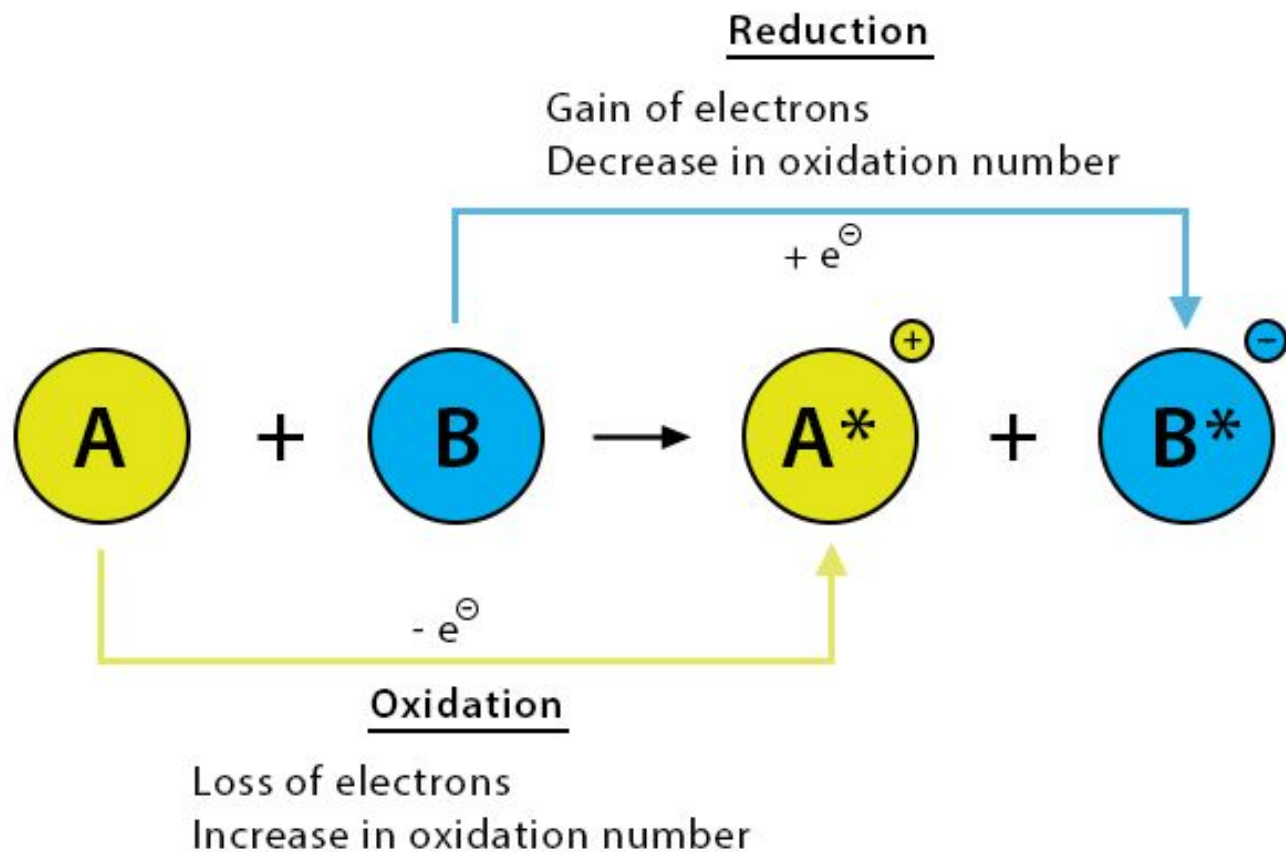 Reduction
Gain of electrons
Decrease in oxidation number
+ e⊖
A + B → A*⊕ + B*⊖
- e⊖
Oxidation
Loss of electrons
Increase in oxidation number